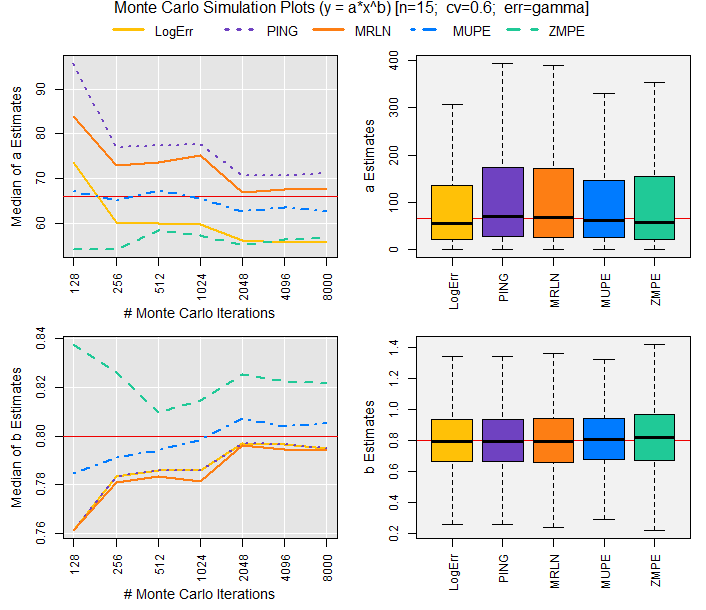 Monte Carlo Simulation Plots (y = a*x^b) [n=15; cv=0.6; err=gamma]
LogErr PING MRLN MUPE ZMPE
Median of a Estimates
90
80
70
60
128 256 512 1024 2048 4096 8000
# Monte Carlo Iterations
a Estimates
400
300
200
100
0
LogErr PING MRLN MUPE ZMPE
Median of b Estimates
0.84
0.82
0.80
0.78
0.76
128 256 512 1024 2048 4096 8000
# Monte Carlo Iterations
b Estimates
1.4
1.2
1.0
0.8
0.6
0.4
0.2
LogErr PING MRLN MUPE ZMPE